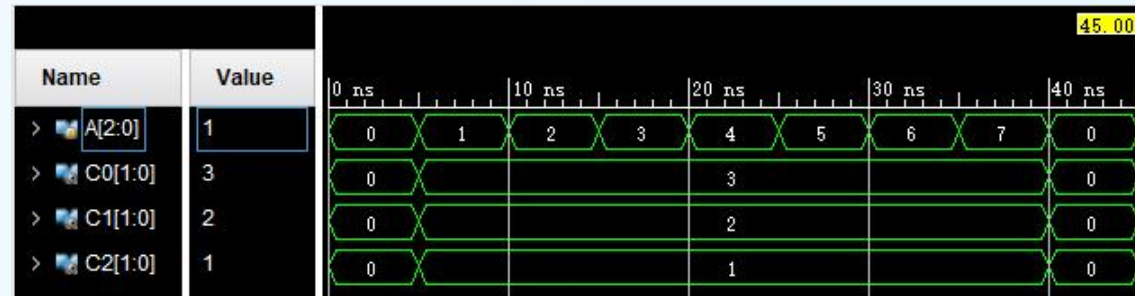 45.00
Name Value 0 ns 10 ns 20 ns 30 ns 40 ns
> A[2:0] 1 0 1 2 3 4 5 6 7 0
> C0[1:0] 3 0 3 0
> C1[1:0] 2 0 2 0
> C2[1:0] 1 0 1 0